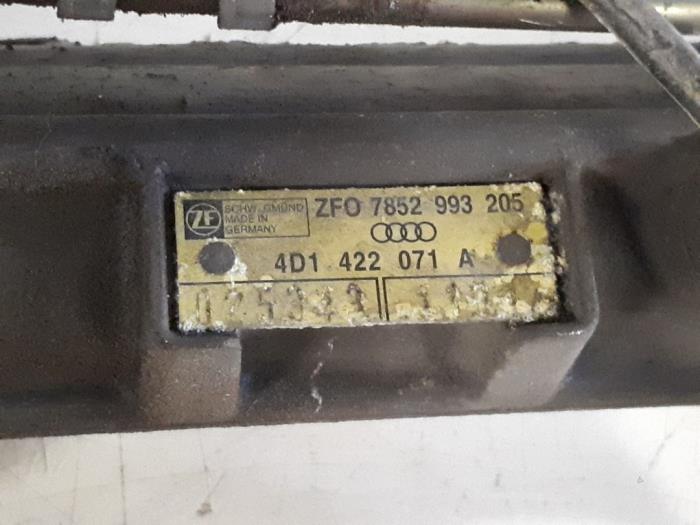 ZF SCHW. GMÜND
MADE IN
GERMANY
ZFO 7852 993 205
4D1 422 071 A